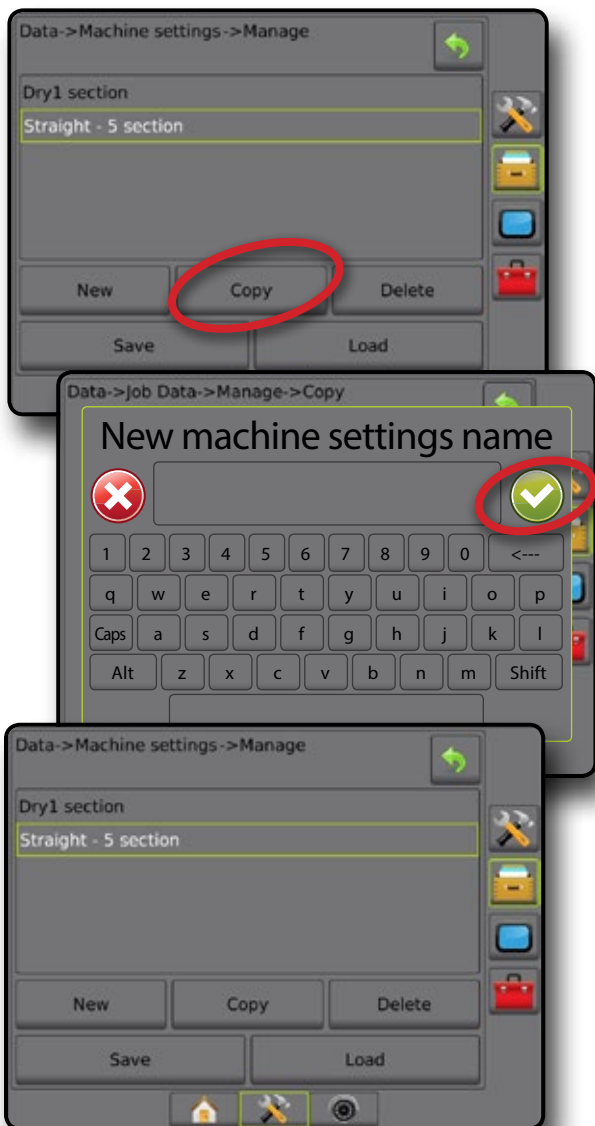 Data->Machine settings->Manage
Dry1 section
Straight - 5 section
New Copy Delete
Save Load
Data->Job Data->Manage->Copy
New machine settings name
1 2 3 4 5 6 7 8 9 0 <---
q w e r t y u i o p
Caps a s d f g h j k l
Alt z x c v b n m Shift
Data->Machine settings->Manage
Dry1 section
Straight - 5 section
New Copy Delete
Save Load